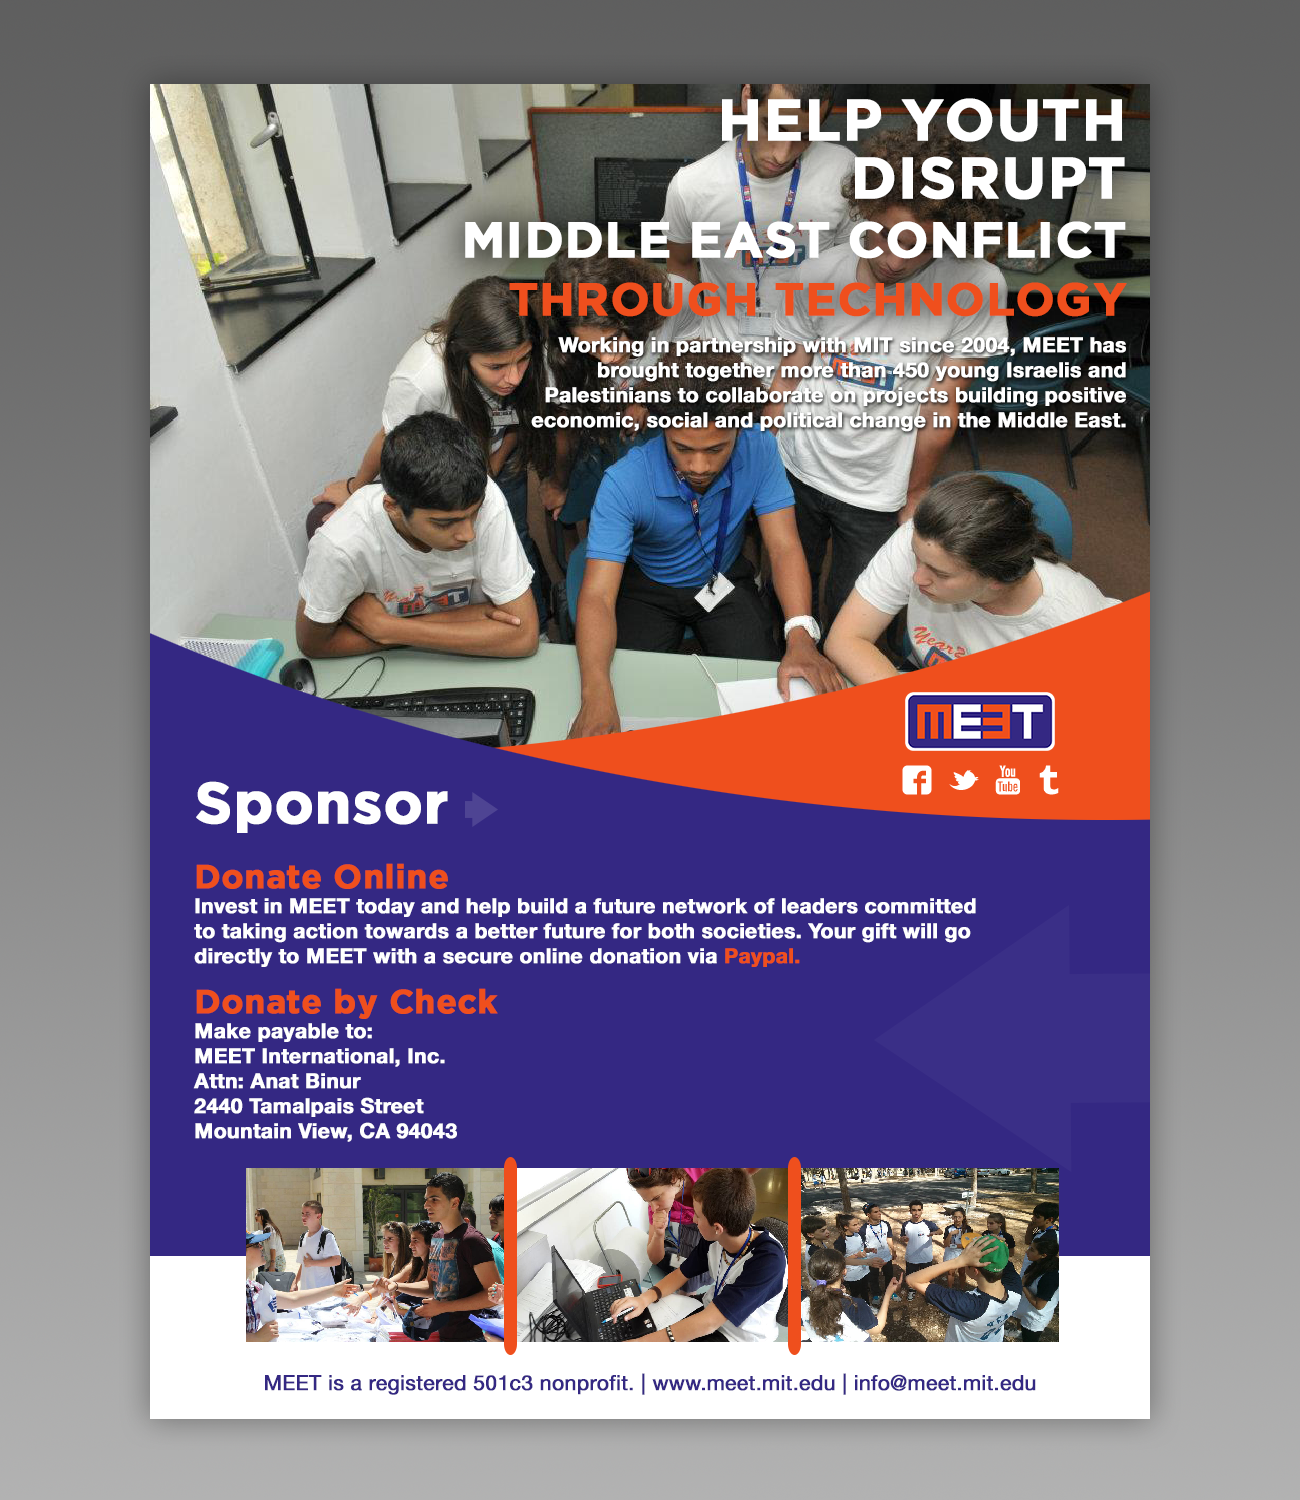 HELP YOUTH
DISRUPT
MIDDLE EAST CONFLICT
THROUGH TECHNOLOGY
Working in partnership with MIT since 2004, MEET has
brought together more than 450 young Israelis and
Palestinians to collaborate on projects building positive
economic, social and political change in the Middle East.
Year2
MEET
MEET
You
Tube
Sponsor
Donate Online
Invest in MEET today and help build a future network of leaders committed
to taking action towards a better future for both societies. Your gift will go
directly to MEET with a secure online donation via Paypal.
Donate by Check
Make payable to:
MEET International, Inc.
Attn: Anat Binur
2440 Tamalpais Street
Mountain View, CA 94043
MEET is a registered 501c3 nonprofit. | www.meet.mit.edu | info@meet.mit.edu